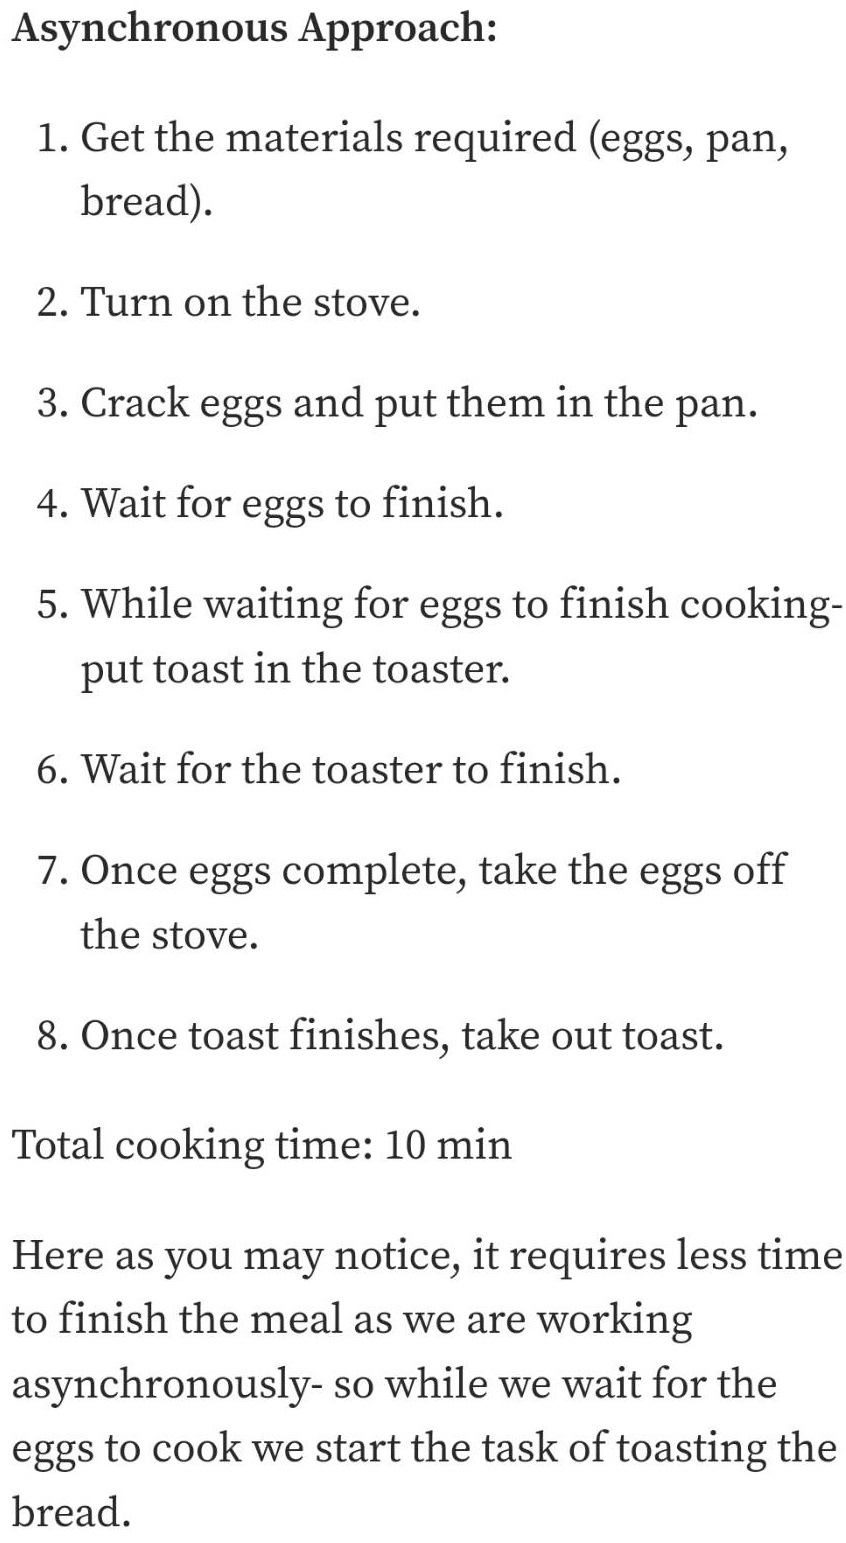 Asynchronous Approach:
1. Get the materials required (eggs, pan,
bread).
2. Turn on the stove.
3. Crack eggs and put them in the pan.
4. Wait for eggs to finish.
5. While waiting for eggs to finish cooking-
put toast in the toaster.
6. Wait for the toaster to finish.
7. Once eggs complete, take the eggs off
the stove.
8. Once toast finishes, take out toast.
Total cooking time: 10 min
Here as you may notice, it requires less time
to finish the meal as we are working
asynchronously- so while we wait for the
eggs to cook we start the task of toasting the
bread.